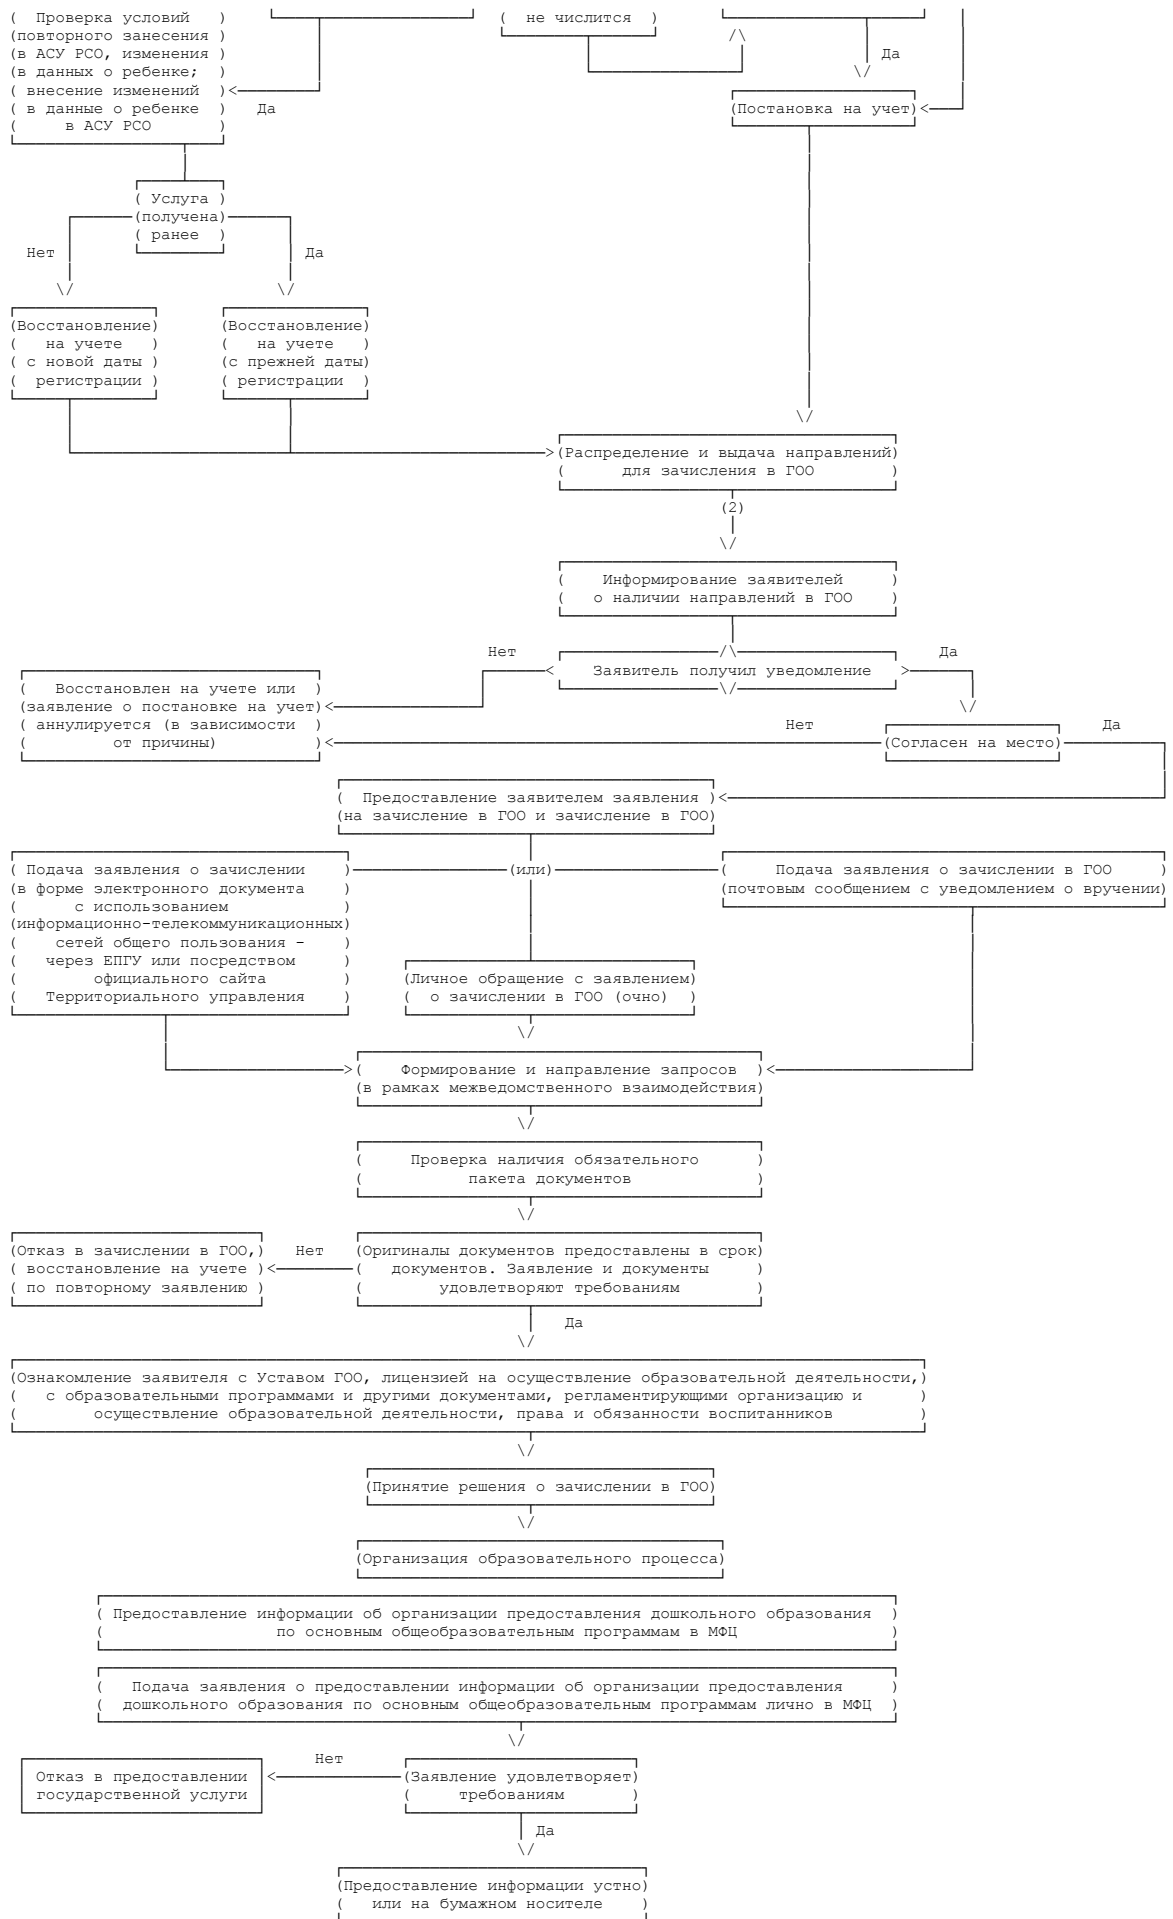 Проверка условий
повторного занесения
в АСУ РСО, изменения
в данных о ребенке;
внесение изменений
в данные о ребенке
в АСУ РСО
Да
не числится
Да
Постановка на учет
Услуга
получена
ранее
Нет
Да
Восстановление
на учете
с новой даты
регистрации
Восстановление
на учете
с прежней даты
регистрации
Распределение и выдача направлений
для зачисления в ГОО
(2)
Информирование заявителей
о наличии направлений в ГОО
Нет
Заявитель получил уведомление
Да
Восстановлен на учете или
заявление о постановке на учет
аннулируется (в зависимости
от причины)
Нет
Согласен на место
Да
Предоставление заявителем заявления
на зачисление в ГОО и зачисление в ГОО
(или)
Подача заявления о зачислении
в форме электронного документа
с использованием
информационно-телекоммуникационных
сетей общего пользования -
через ЕПГУ или посредством
официального сайта
Территориального управления
Личное обращение с заявлением
о зачислении в ГОО (очно)
Подача заявления о зачислении в ГОО
почтовым сообщением с уведомлением о вручении
Формирование и направление запросов
в рамках межведомственного взаимодействия
Проверка наличия обязательного
пакета документов
Отказ в зачислении в ГОО,
восстановление на учете
по повторному заявлению
Нет
Оригиналы документов предоставлены в срок
документов. Заявление и документы
удовлетворяют требованиям
Да
Ознакомление заявителя с Уставом ГОО, лицензией на осуществление образовательной деятельности,
с образовательными программами и другими документами, регламентирующими организацию и
осуществление образовательной деятельности, права и обязанности воспитанников
Принятие решения о зачислении в ГОО
Организация образовательного процесса
Предоставление информации об организации предоставления дошкольного образования
по основным общеобразовательным программам в МФЦ
Подача заявления о предоставлении информации об организации предоставления
дошкольного образования по основным общеобразовательным программам лично в МФЦ
Отказ в предоставлении
государственной услуги
Нет
Заявление удовлетворяет
требованиям
Да
Предоставление информации устно
или на бумажном носителе